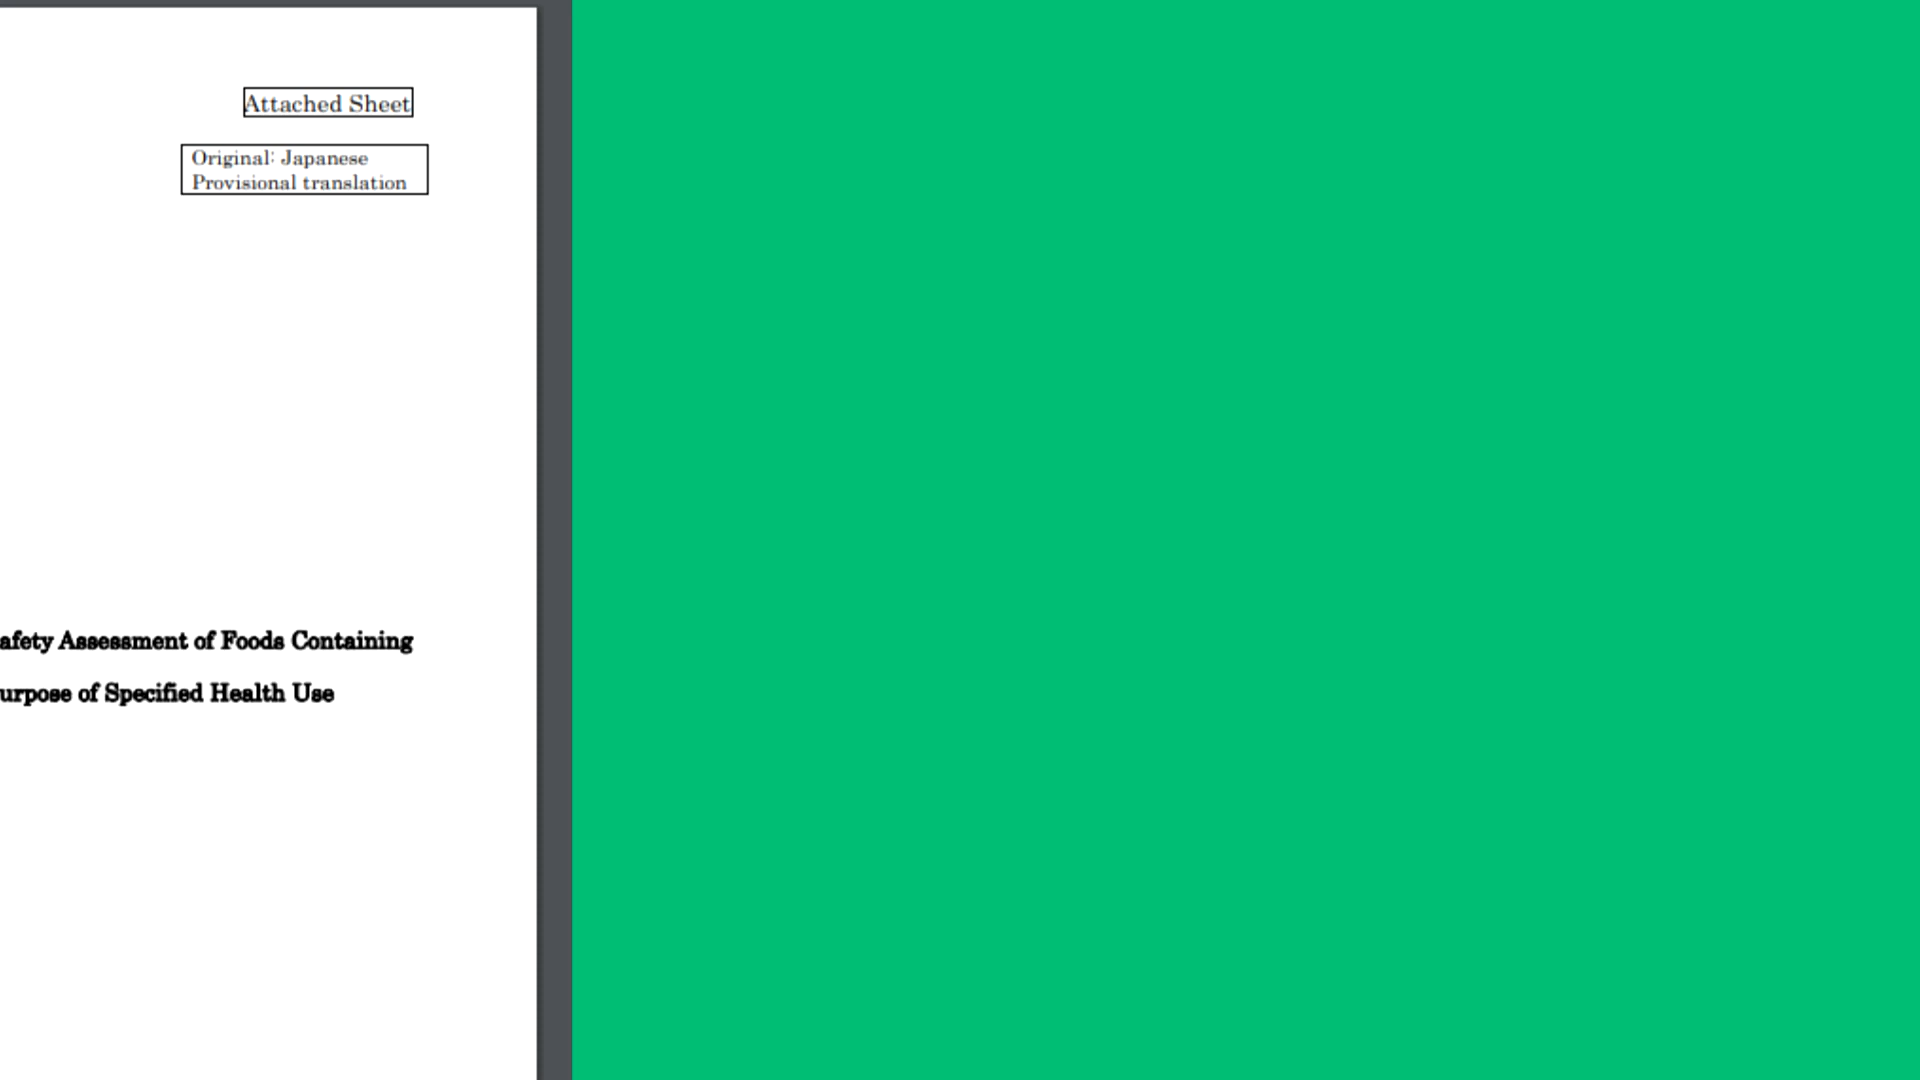 Attached Sheet
Original: Japanese
Provisional translation
afety Assessment of Foods Containing
urpose of Specified Health Use